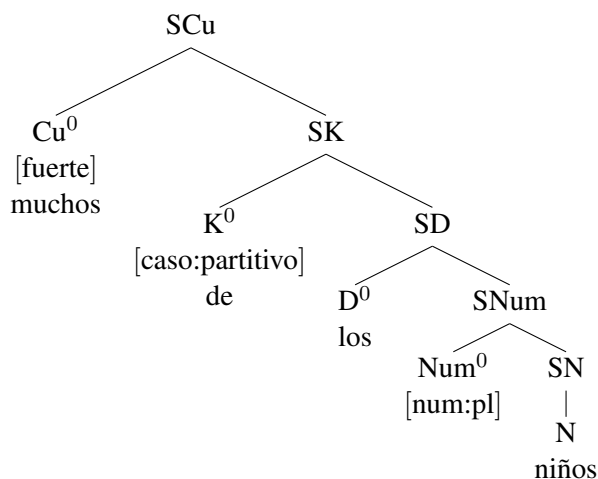 SCu
Cu⁰ SK
[fuerte]
muchos
K⁰ SD
[caso:partitivo]
de
D⁰ SNum
los
Num⁰ SN
[num:pl]
N
niños